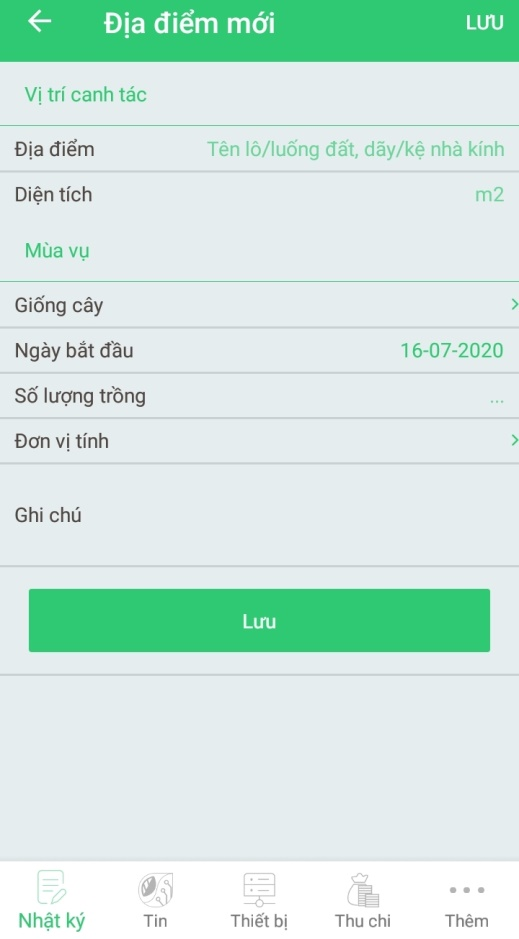 Địa điểm mới LƯU
Vị trí canh tác
Địa điểm Tên lô/luống đất, dãy/kệ nhà kính
Diện tích m2
Mùa vụ
Giống cây
Ngày bắt đầu 16-07-2020
Số lượng trồng ...
Đơn vị tính
Ghi chú
Lưu
Nhật ký Tin Thiết bị Thu chi Thêm